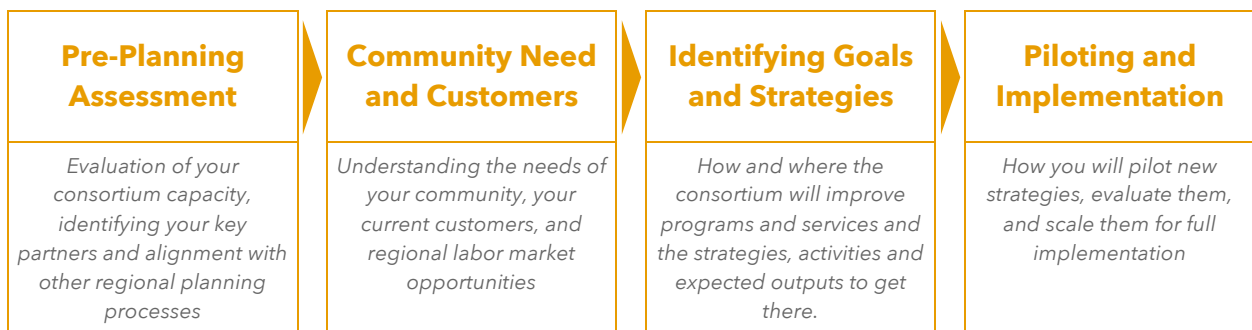 Pre-Planning
Assessment
Evaluation of your
consortium capacity,
identifying your key
partners and alignment with
other regional planning
processes
Community Need
and Customers
Understanding the needs of
your community, your
current customers, and
regional labor market
opportunities
Identifying Goals
and Strategies
How and where the
consortium will improve
programs and services and
the strategies, activities and
expected outputs to get
there.
Piloting and
Implementation
How you will pilot new
strategies, evaluate them,
and scale them for full
implementation